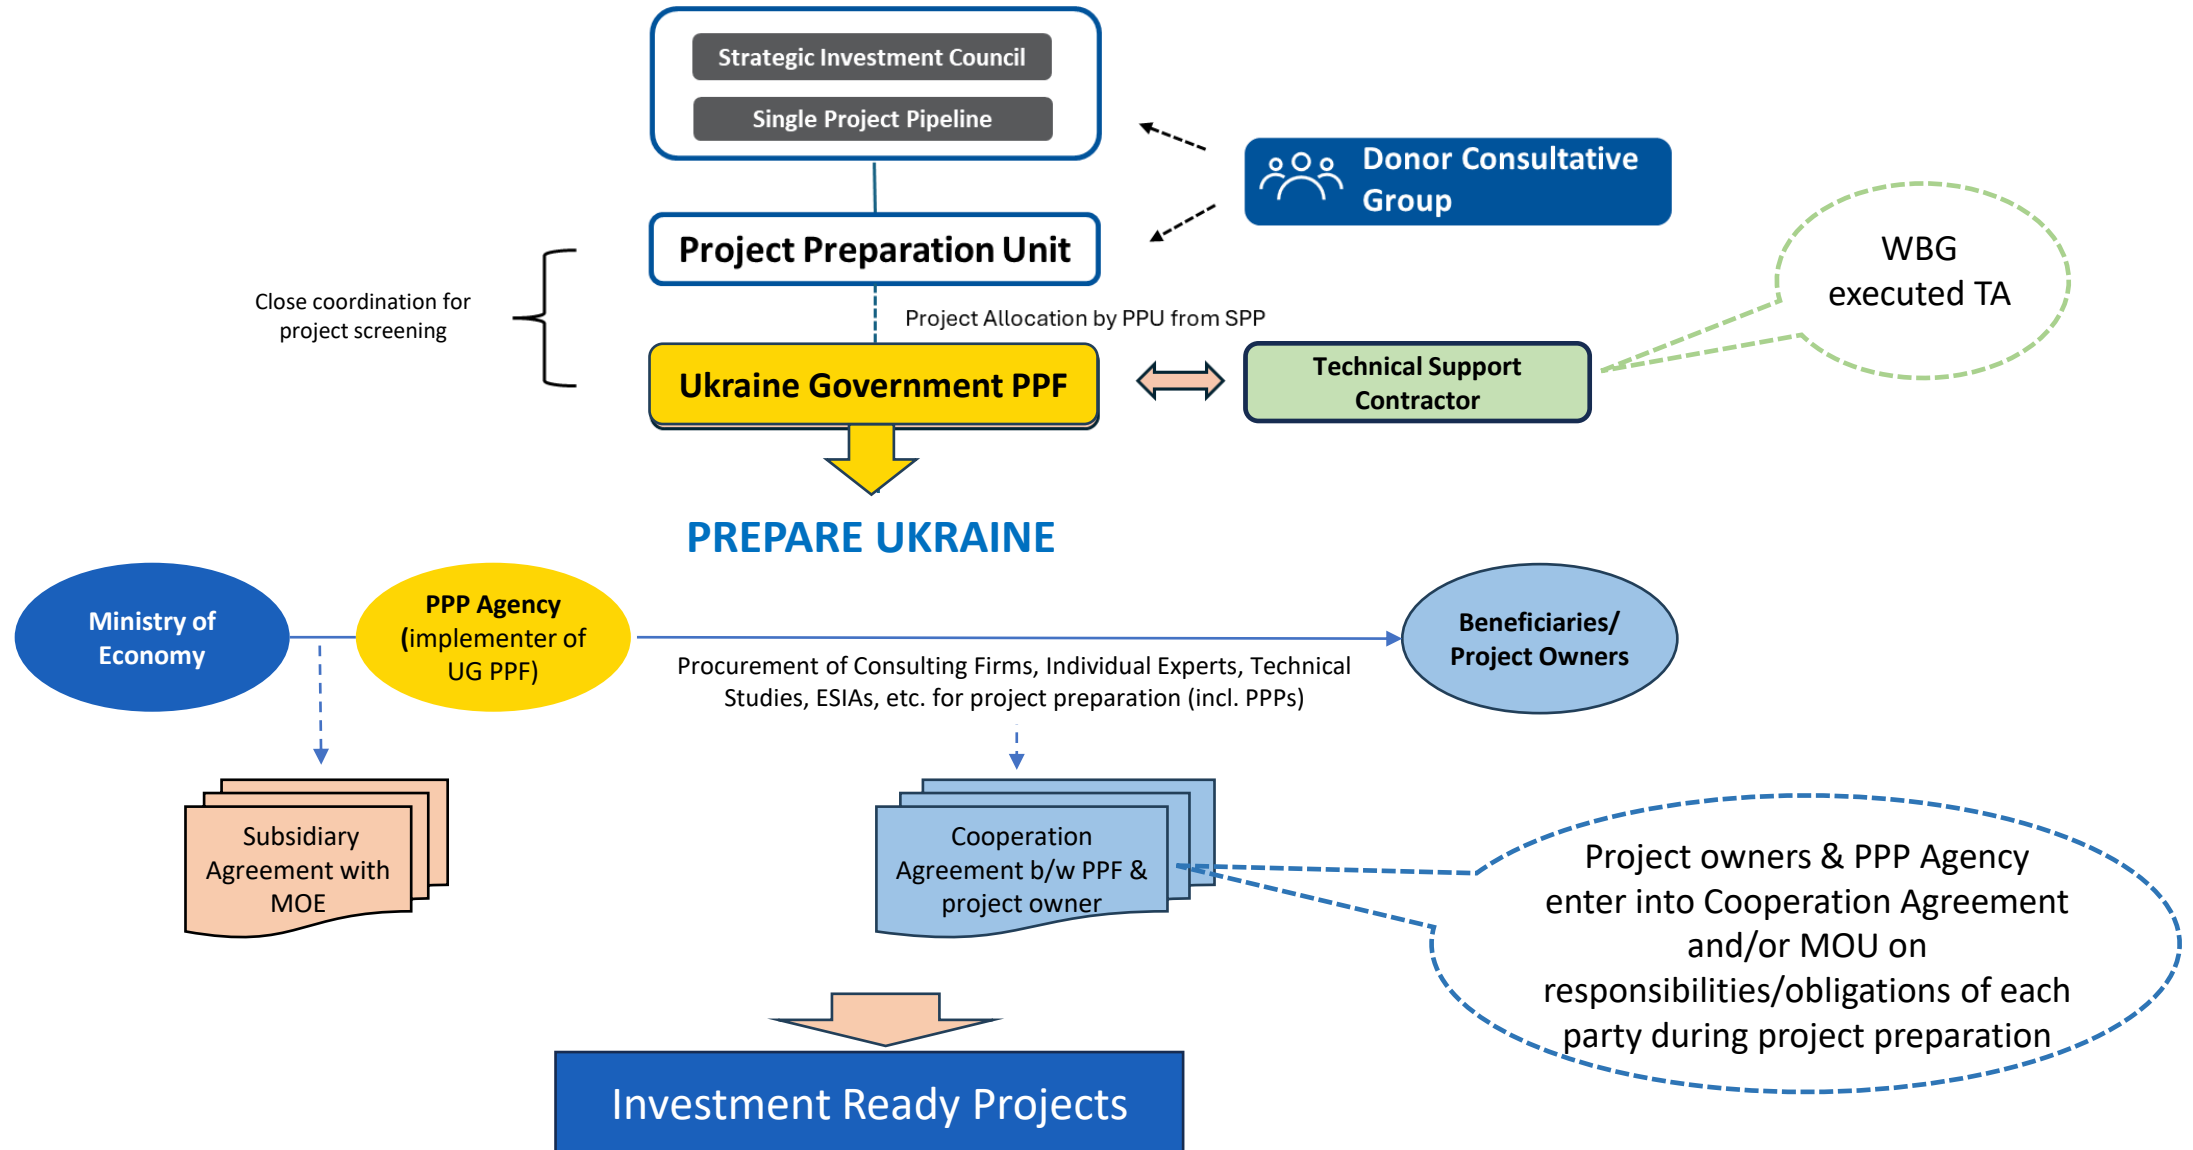 Strategic Investment Council
Single Project Pipeline
Donor Consultative
Group
Project Preparation Unit
WBG
executed TA
Close coordination for
project screening
Project Allocation by PPU from SPP
Ukraine Government PPF
Technical Support
Contractor
PREPARE UKRAINE
Ministry of
Economy
PPP Agency
(implementer of
UG PPF)
Beneficiaries/
Project Owners
Procurement of Consulting Firms, Individual Experts, Technical
Studies, ESIAs, etc. for project preparation (incl. PPPs)
Subsidiary
Agreement with
MOE
Cooperation
Agreement b/w PPF &
project owner
Project owners & PPP Agency
enter into Cooperation Agreement
and/or MOU on
responsibilities/obligations of each
party during project preparation
Investment Ready Projects